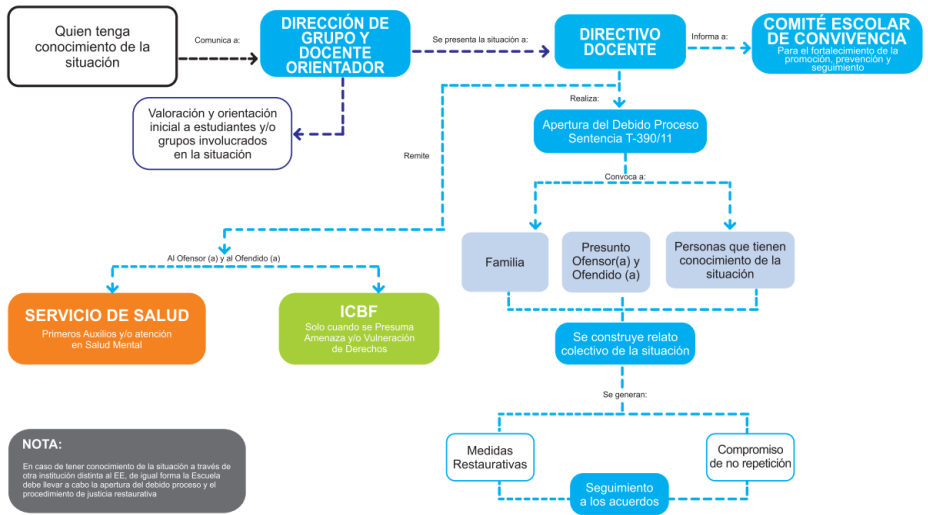 Quien tenga
conocimiento de la
situación
Comunica a:
DIRECCIÓN DE
GRUPO Y
DOCENTE
ORIENTADOR
Se presenta la situación a:
DIRECTIVO
DOCENTE
Informa a:
COMITÉ ESCOLAR
DE CONVIVENCIA
Para el fortalecimiento de la
promoción, prevención y
seguimiento
Valoración y orientación
inicial a estudiantes y/o
grupos involucrados
en la situación
Realiza:
Apertura del Debido Proceso
Sentencia T-390/11
Remite
Convoca a:
Familia
Presunto
Ofensor(a) y
Ofendido (a)
Personas que tienen
conocimiento de la
situación
Al Ofensor (a) y al Ofendido (a)
SERVICIO DE SALUD
Primeros Auxilios y/o atención
en Salud Mental
ICBF
Solo cuando se Presuma
Amenaza y/o Vulneración
de Derechos
Se construye relato
colectivo de la situación
Se generan:
Medidas
Restaurativas
Compromiso
de no repetición
Seguimiento
a los acuerdos
NOTA:
En caso de tener conocimiento de la situación a través de
otra institución distinta al EE, de igual forma la Escuela
debe llevar a cabo la apertura del debido proceso y el
procedimiento de justicia restaurativa